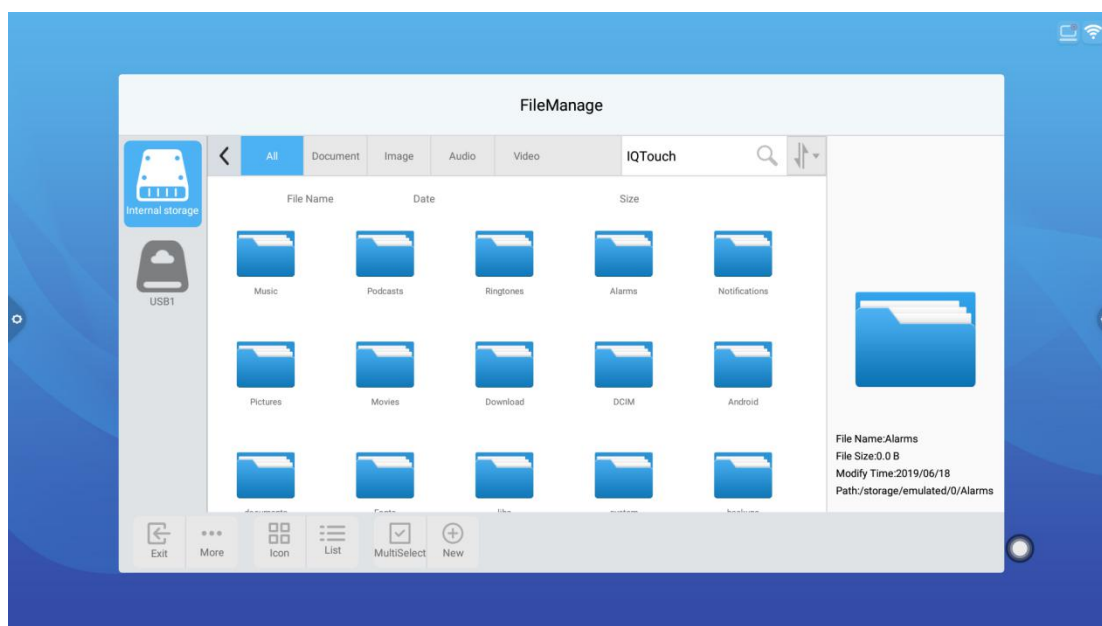 FileManage
All Document Image Audio Video IQTouch
Internal storage
File Name Date Size
USB1
Music Podcasts Ringtones Alarms Notifications
Pictures Movies Download DCIM Android
File Name:Alarms
File Size:0.0 B
Modify Time:2019/06/18
Path:/storage/emulated/0/Alarms
Exit More Icon List MultiSelect New